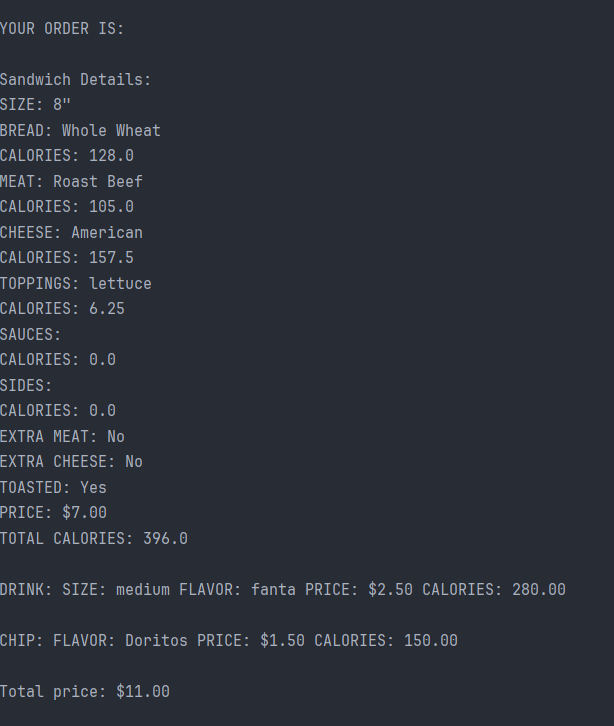 YOUR ORDER IS:
Sandwich Details:
SIZE: 8"
BREAD: Whole Wheat
CALORIES: 128.0
MEAT: Roast Beef
CALORIES: 105.0
CHEESE: American
CALORIES: 157.5
TOPPINGS: lettuce
CALORIES: 6.25
SAUCES:
CALORIES: 0.0
SIDES:
CALORIES: 0.0
EXTRA MEAT: No
EXTRA CHEESE: No
TOASTED: Yes
PRICE: $7.00
TOTAL CALORIES: 396.0
DRINK: SIZE: medium FLAVOR: fanta PRICE: $2.50 CALORIES: 280.00
CHIP: FLAVOR: Doritos PRICE: $1.50 CALORIES: 150.00
Total price: $11.00